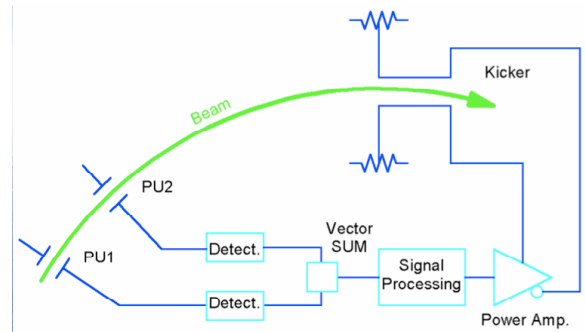 Kicker
Beam
PU2
PU1
Vector
SUM
Detect.
Detect.
Signal
Processing
Power Amp.